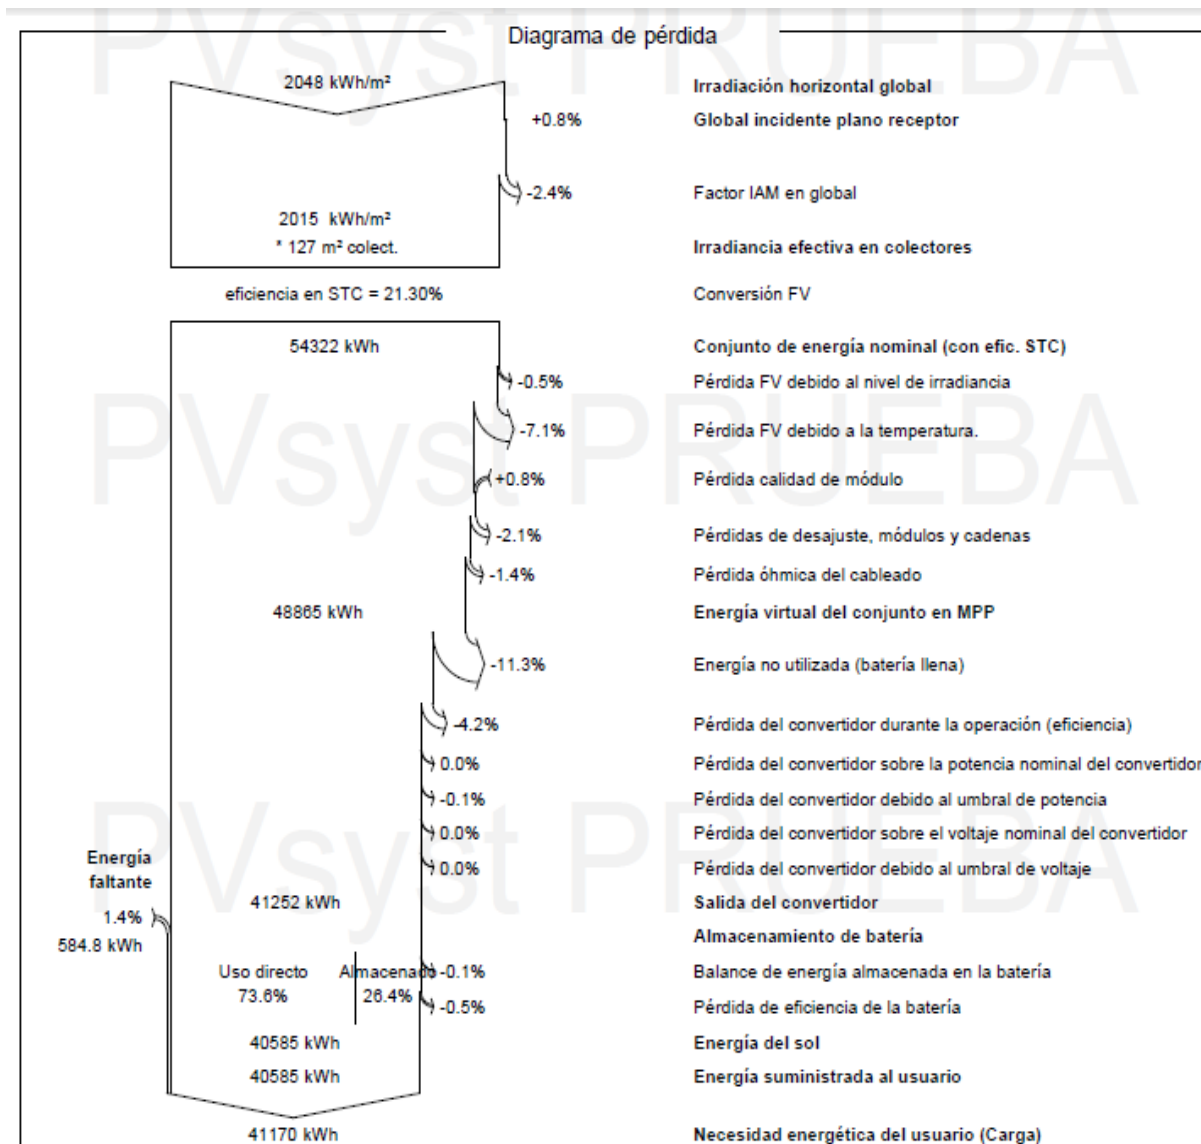 PVsyst PRUEBA
Diagrama de pérdida
2048 kWh/m² Irradiación horizontal global
+0.8% Global incidente plano receptor
-2.4% Factor IAM en global
2015 kWh/m²
* 127 m² colect. Irradiancia efectiva en colectores
eficiencia en STC = 21.30% Conversión FV
54322 kWh Conjunto de energía nominal (con efic. STC)
-0.5% Pérdida FV debido al nivel de irradiancia
PVsyst PRUEBA
-7.1% Pérdida FV debido a la temperatura.
+0.8% Pérdida calidad de módulo
-2.1% Pérdidas de desajuste, módulos y cadenas
-1.4% Pérdida óhmica del cableado
48865 kWh Energía virtual del conjunto en MPP
-11.3% Energía no utilizada (batería llena)
-4.2% Pérdida del convertidor durante la operación (eficiencia)
0.0% Pérdida del convertidor sobre la potencia nominal del convertidor
-0.1% Pérdida del convertidor debido al umbral de potencia
PVsyst PRUEBA
0.0% Pérdida del convertidor sobre el voltaje nominal del convertidor
Energía
faltante
0.0% Pérdida del convertidor debido al umbral de voltaje
41252 kWh Salida del convertidor
1.4%
584.8 kWh
Almacenamiento de batería
Uso directo Almacenado -0.1% Balance de energía almacenada en la batería
73.6% 26.4% -0.5% Pérdida de eficiencia de la batería
40585 kWh Energía del sol
40585 kWh Energía suministrada al usuario
41170 kWh Necesidad energética del usuario (Carga)